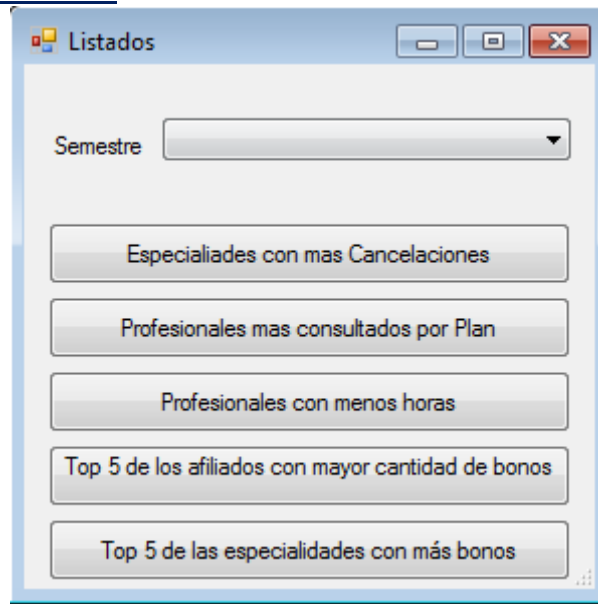 Listados
Semestre
Especialiades con mas Cancelaciones
Profesionales mas consultados por Plan
Profesionales con menos horas
Top 5 de los afiliados con mayor cantidad de bonos
Top 5 de las especialidades con más bonos